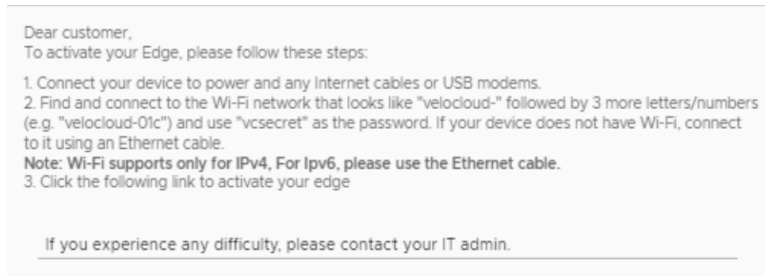 Dear customer,
To activate your Edge, please follow these steps:
1. Connect your device to power and any Internet cables or USB modems.
2. Find and connect to the Wi-Fi network that looks like "velocloud-" followed by 3 more letters/numbers
(e.g. "velocloud-01c") and use "vcsecret" as the password. If your device does not have Wi-Fi, connect
to it using an Ethernet cable.
Note: Wi-Fi supports only for IPv4, For Ipv6, please use the Ethernet cable.
3. Click the following link to activate your edge
If you experience any difficulty, please contact your IT admin.